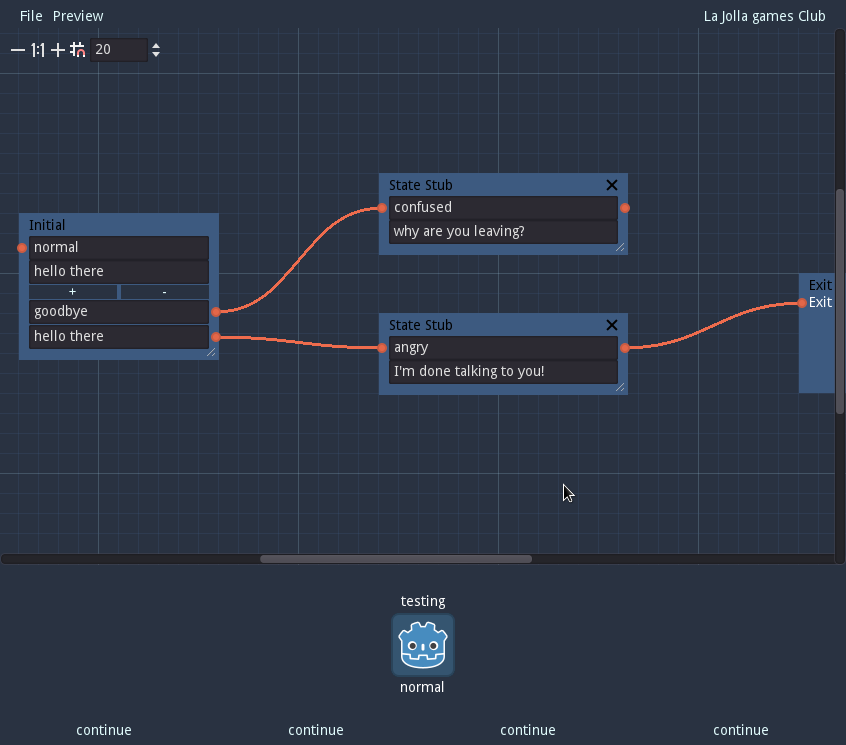 File Preview La Jolla games Club
1:1 20
State Stub
confused
why are you leaving?
Initial
normal
hello there
+ -
goodbye
hello there
State Stub
angry
I'm done talking to you!
Exit
Exit
testing
normal
continue continue continue continue